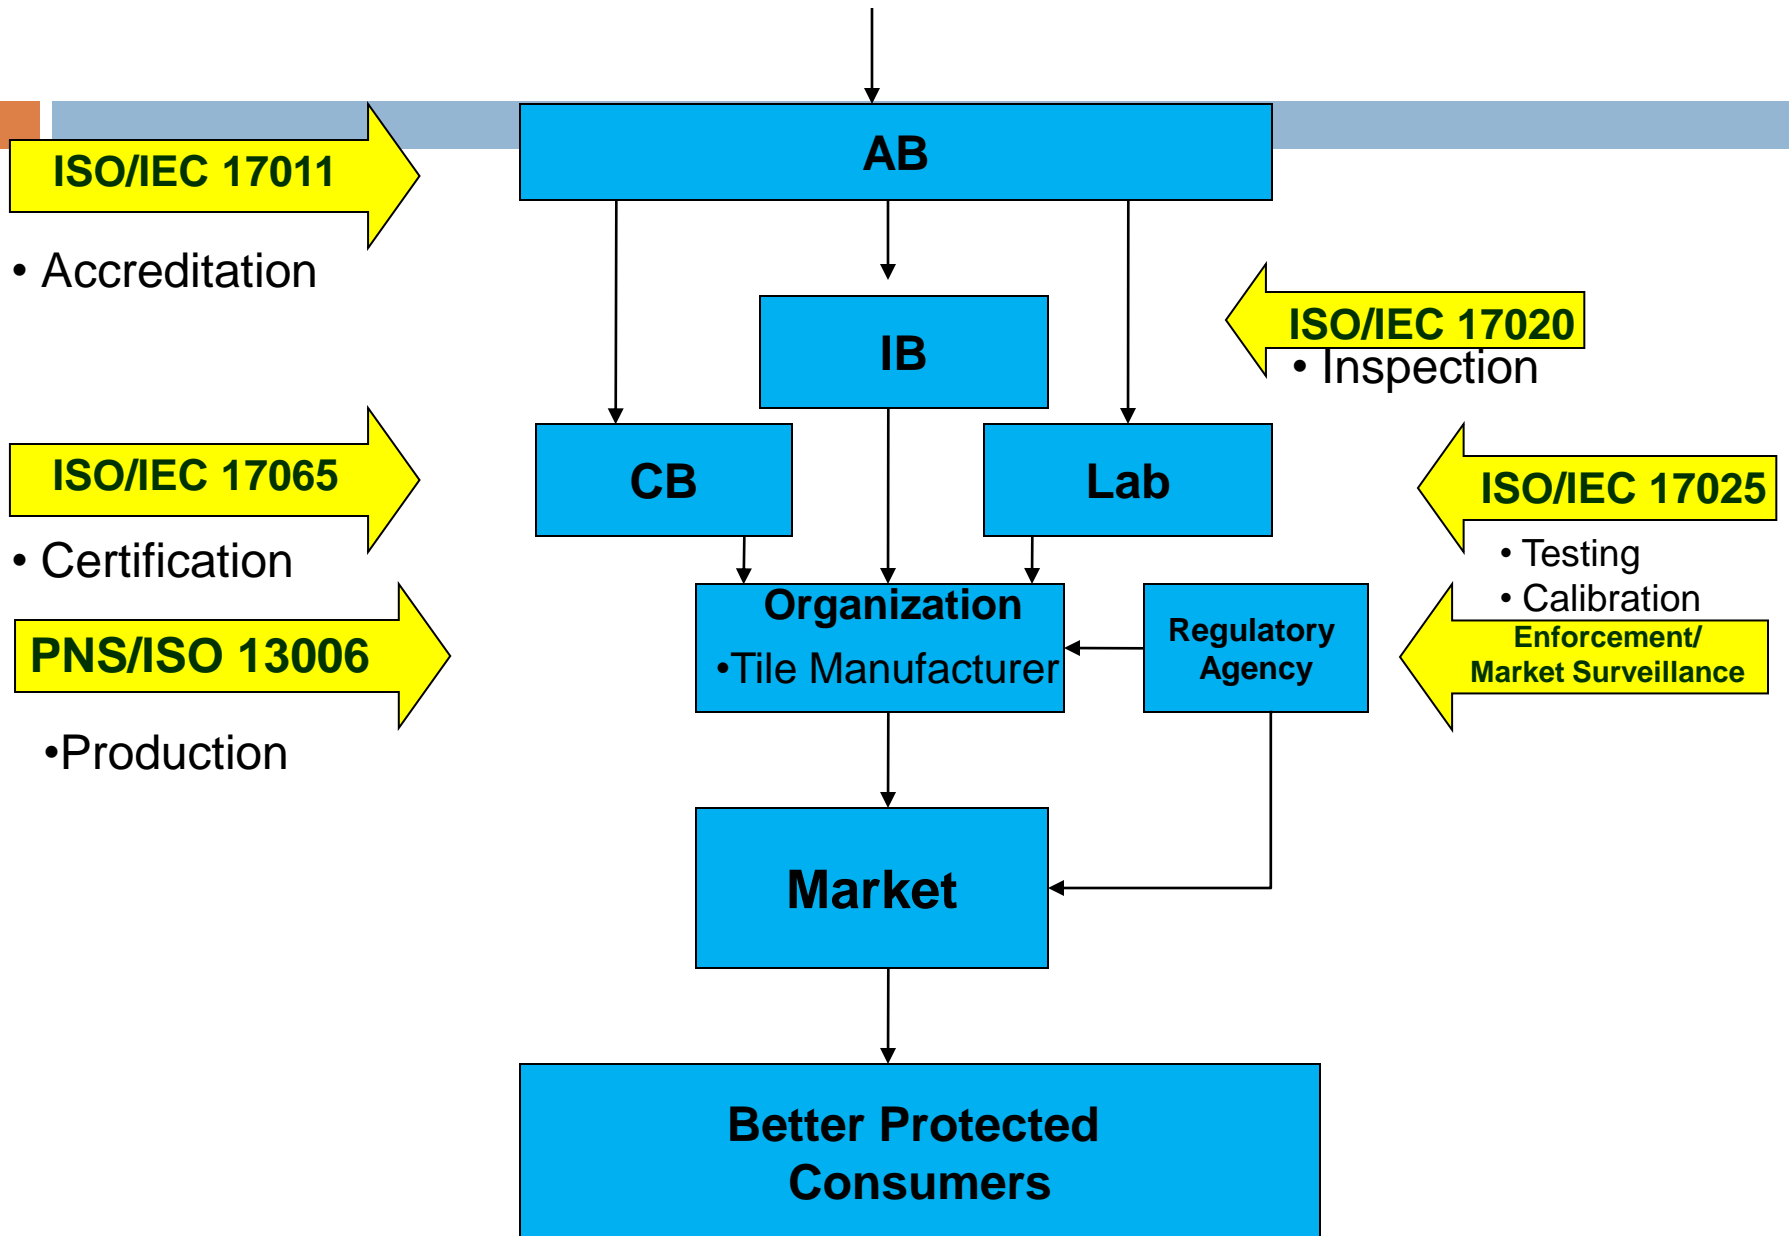 AB
ISO/IEC 17011
• Accreditation
IB
ISO/IEC 17020
• Inspection
CB
Lab
ISO/IEC 17065
• Certification
ISO/IEC 17025
• Testing
• Calibration
Organization
•Tile Manufacturer
Regulatory
Agency
Enforcement/
Market Surveillance
PNS/ISO 13006
•Production
Market
Better Protected
Consumers